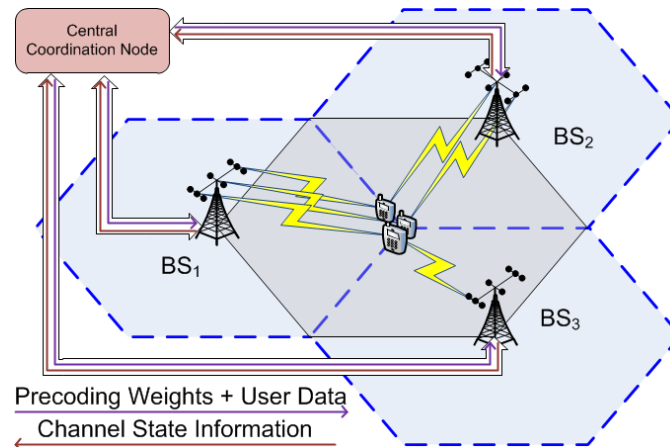 Central
Coordination Node
BS2
BS1
BS3
Precoding Weights + User Data
Channel State Information